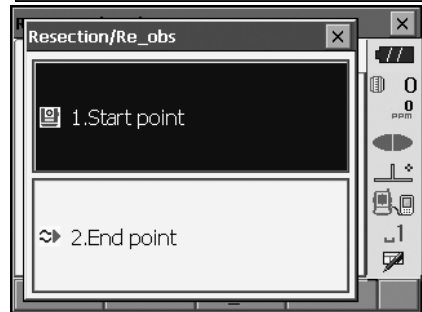 Resection/Re_obs
1.Start point
2.End point
0
0
PPM
1